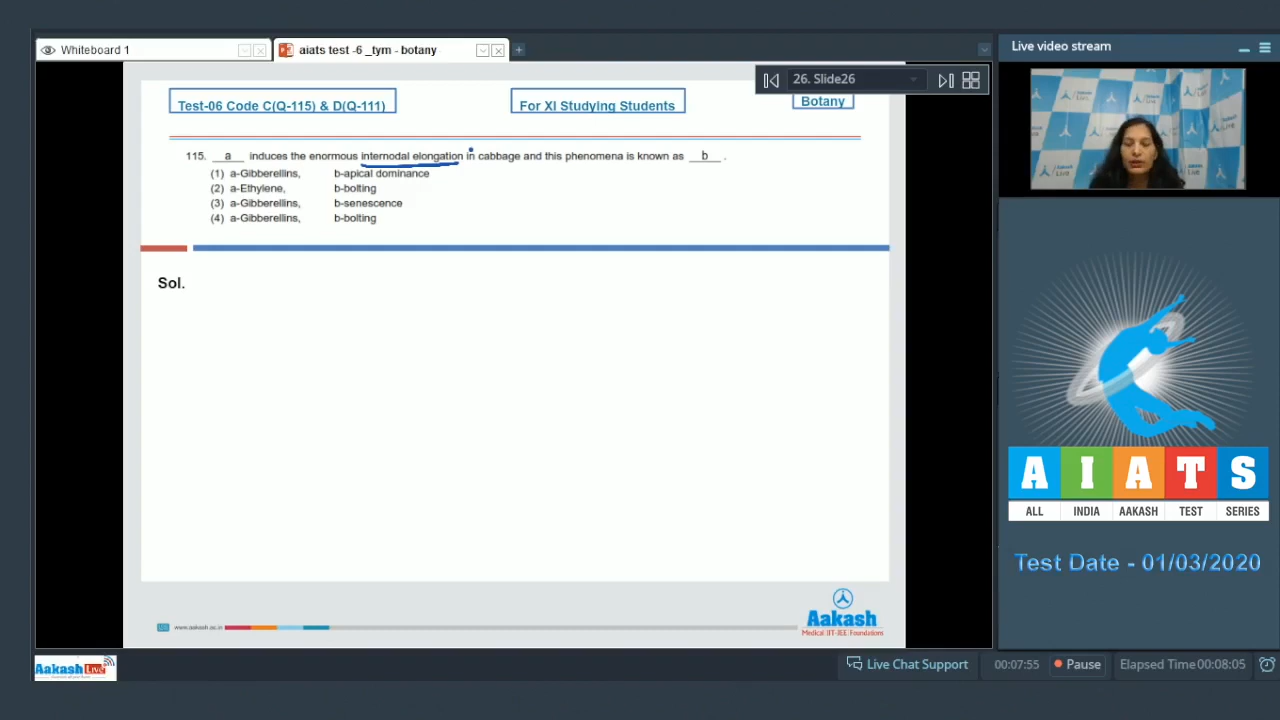 Whiteboard 1
aiats test -6 _tym - botany
Live video stream
26. Slide26
Test-06 Code C(Q-115) & D(Q-111)
For XI Studying Students
Botany
115. __a__ induces the enormous internodal elongation in cabbage and this phenomena is known as __b__ .
(1) a-Gibberellins, b-apical dominance
(2) a-Ethylene, b-bolting
(3) a-Gibberellins, b-senescence
(4) a-Gibberellins, b-bolting
Sol.
A I A T S
ALL INDIA AAKASH TEST SERIES
Test Date - 01/03/2020
www.aakash.ac.in
Aakash
Medical|IIT-JEE|Foundations
Aakash Live
Live Chat Support
00:07:55
Pause
Elapsed Time 00:08:05